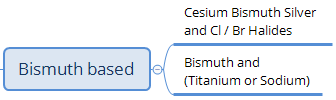 Bismuth based
Cesium Bismuth Silver
and Cl / Br Halides
Bismuth and
(Titanium or Sodium)